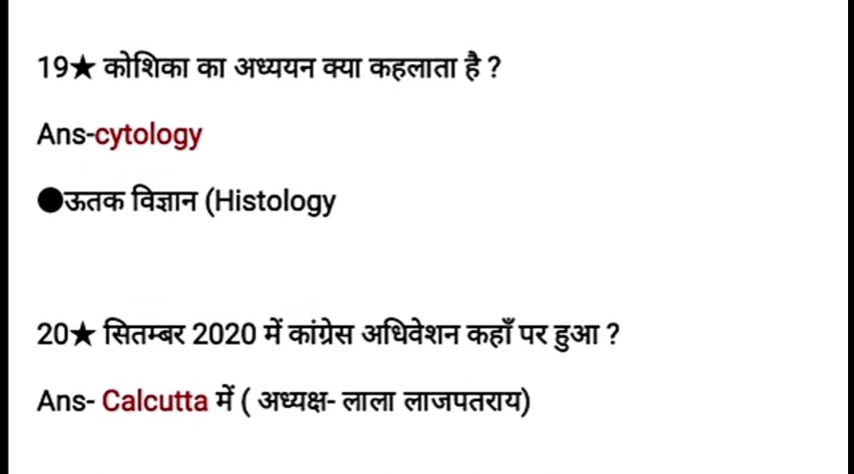 19★ कोशिका का अध्ययन क्या कहलाता है ?
Ans-cytology
●ऊतक विज्ञान (Histology
20★ सितम्बर 2020 में कांग्रेस अधिवेशन कहाँ पर हुआ ?
Ans- Calcutta में ( अध्यक्ष- लाला लाजपतराय)